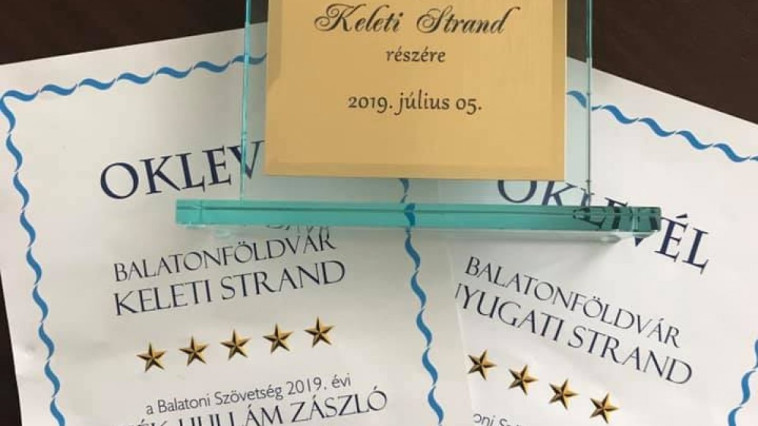 Keleti Strand
részére
2019. július 05.
OKLEV
BALATONFÖLDVÁR
KELETI STRAND
a Balatoni Szövetség 2019. évi
HULLÁM ZÁSZLÓ
OKLEVÉL
BALATONFÖLDVÁR
NYUGATI STRAND